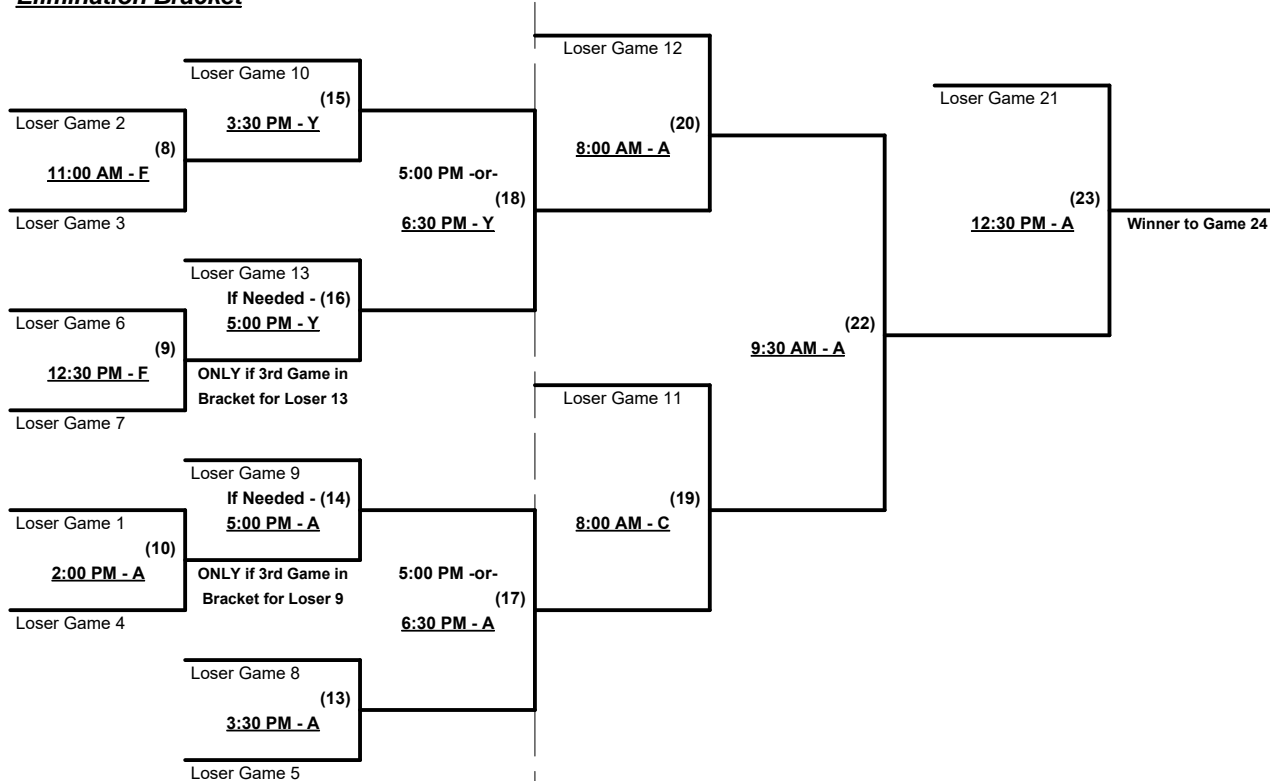 Elimination Bracket
Loser Game 12
Loser Game 10
(15)
3:30 PM - Y
Loser Game 21
Loser Game 2
(8)
11:00 AM - F
Loser Game 3
(20)
8:00 AM - A
5:00 PM -or-
(18)
6:30 PM - Y
(23)
12:30 PM - A
Winner to Game 24
Loser Game 13
If Needed - (16)
5:00 PM - Y
Loser Game 6
(9)
12:30 PM - F
Loser Game 7
ONLY if 3rd Game in
Bracket for Loser 13
(22)
9:30 AM - A
Loser Game 11
Loser Game 9
If Needed - (14)
5:00 PM - A
(19)
8:00 AM - C
Loser Game 1
(10)
2:00 PM - A
Loser Game 4
ONLY if 3rd Game in
Bracket for Loser 9
5:00 PM -or-
(17)
6:30 PM - A
Loser Game 8
(13)
3:30 PM - A
Loser Game 5